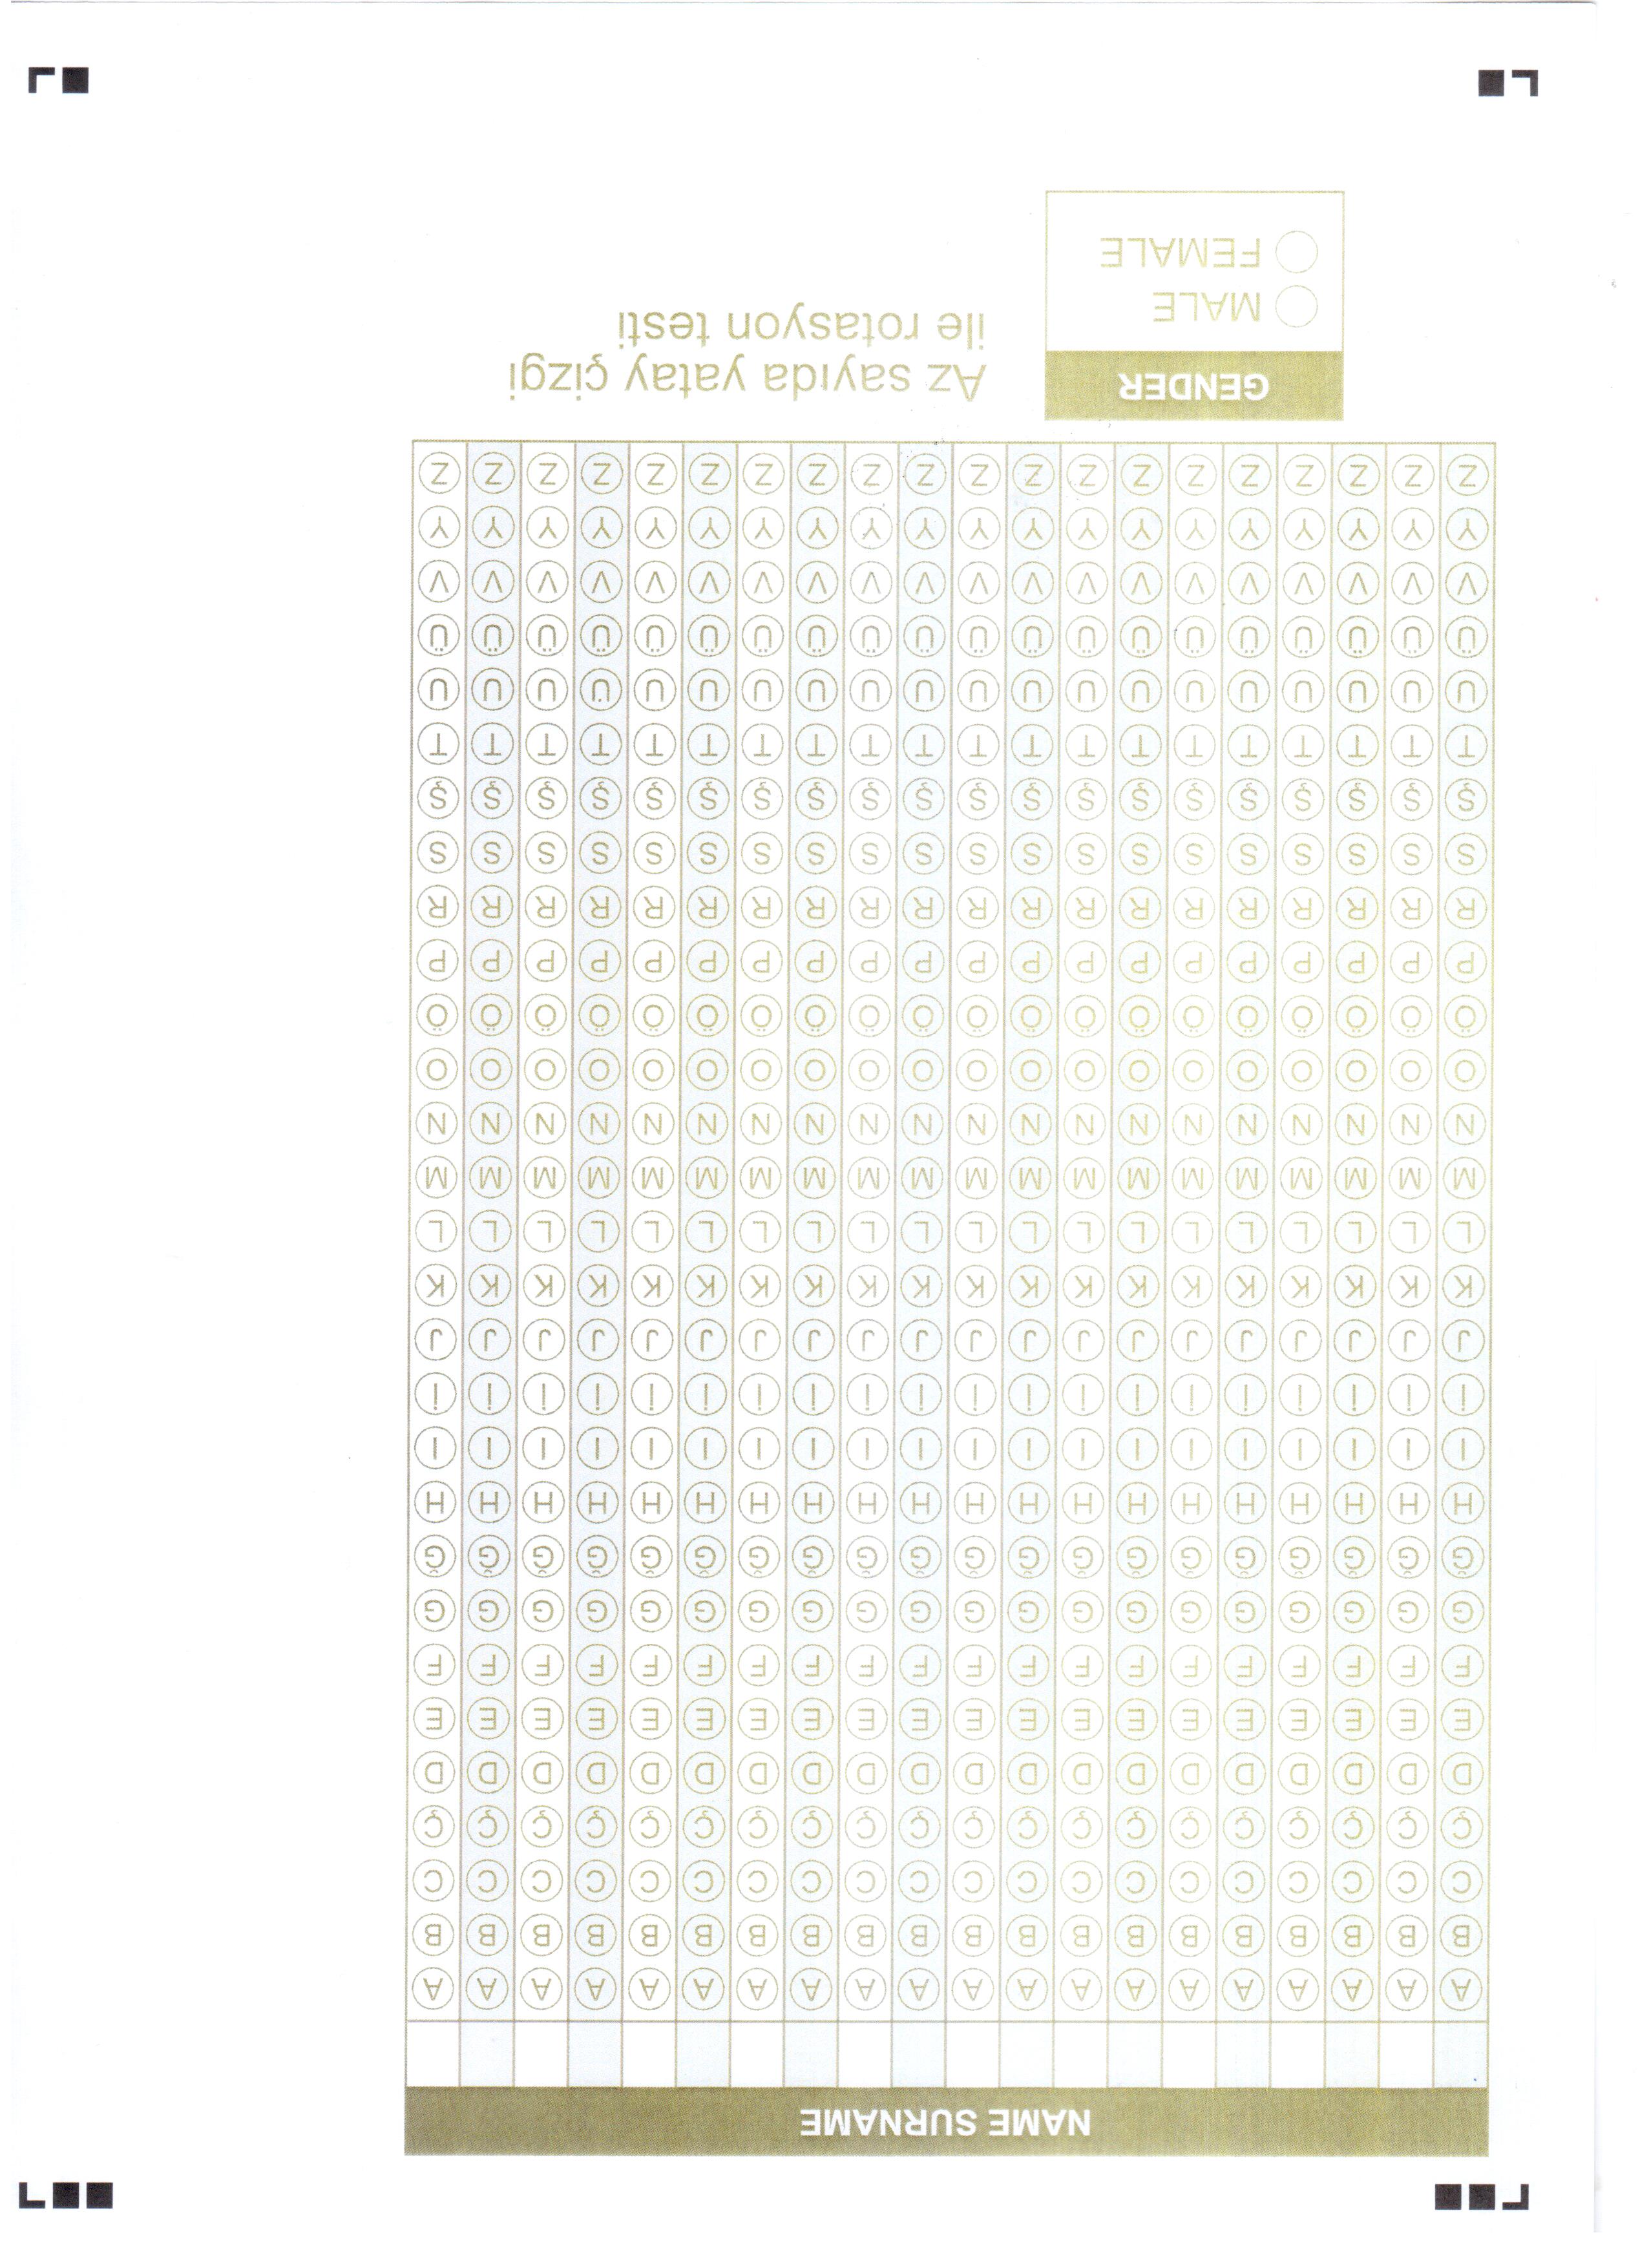 NAME SURNAME
A A A A A A A A A A A A A A A A A A A A
B B B B B B B B B B B B B B B B B B B B
C C C C C C C C C C C C C C C C C C C C
Ç Ç Ç Ç Ç Ç Ç Ç Ç Ç Ç Ç Ç Ç Ç Ç Ç Ç Ç Ç
D D D D D D D D D D D D D D D D D D D D
E E E E E E E E E E E E E E E E E E E E
F F F F F F F F F F F F F F F F F F F F
G G G G G G G G G G G G G G G G G G G G
Ğ Ğ Ğ Ğ Ğ Ğ Ğ Ğ Ğ Ğ Ğ Ğ Ğ Ğ Ğ Ğ Ğ Ğ Ğ Ğ
H H H H H H H H H H H H H H H H H H H H
I I I I I I I I I I I I I I I I I I I I
İ İ İ İ İ İ İ İ İ İ İ İ İ İ İ İ İ İ İ İ
J J J J J J J J J J J J J J J J J J J J
K K K K K K K K K K K K K K K K K K K K
L L L L L L L L L L L L L L L L L L L L
M M M M M M M M M M M M M M M M M M M M
N N N N N N N N N N N N N N N N N N N N
O O O O O O O O O O O O O O O O O O O O
Ö Ö Ö Ö Ö Ö Ö Ö Ö Ö Ö Ö Ö Ö Ö Ö Ö Ö Ö Ö
P P P P P P P P P P P P P P P P P P P P
R R R R R R R R R R R R R R R R R R R R
S S S S S S S S S S S S S S S S S S S S
Ş Ş Ş Ş Ş Ş Ş Ş Ş Ş Ş Ş Ş Ş Ş Ş Ş Ş Ş Ş
T T T T T T T T T T T T T T T T T T T T
U U U U U U U U U U U U U U U U U U U U
Ü Ü Ü Ü Ü Ü Ü Ü Ü Ü Ü Ü Ü Ü Ü Ü Ü Ü Ü Ü
V V V V V V V V V V V V V V V V V V V V
Y Y Y Y Y Y Y Y Y Y Y Y Y Y Y Y Y Y Y Y
Z Z Z Z Z Z Z Z Z Z Z Z Z Z Z Z Z Z Z Z
GENDER
MALE
FEMALE
Az sayıda yatay çizgi
ile rotasyon testi